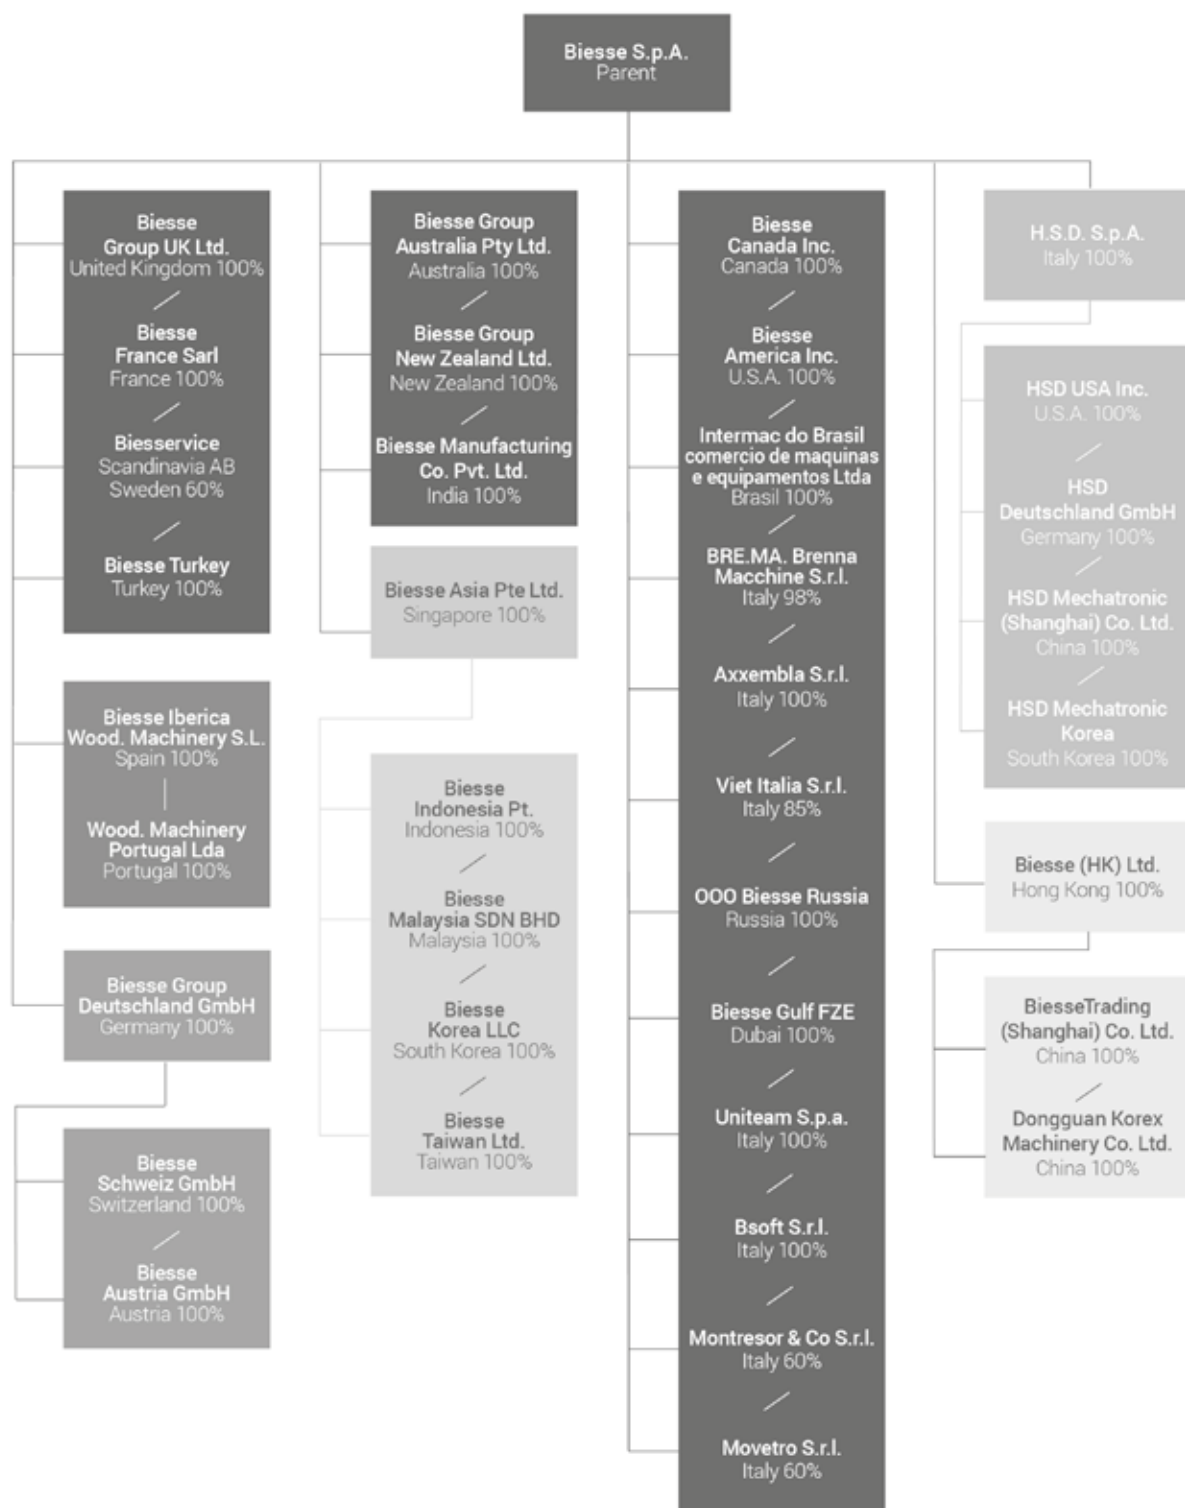 Biesse S.p.A.
Parent
Biesse
Group UK Ltd.
United Kingdom 100%
Biesse
France Sarl
France 100%
Biesservice
Scandinavia AB
Sweden 60%
Biesse Turkey
Turkey 100%
Biesse Iberica
Wood. Machinery S.L.
Spain 100%
Wood. Machinery
Portugal Lda
Portugal 100%
Biesse Group
Deutschland GmbH
Germany 100%
Biesse
Schweiz GmbH
Switzerland 100%
Biesse
Austria GmbH
Austria 100%
Biesse Group
Australia Pty Ltd.
Australia 100%
Biesse Group
New Zealand Ltd.
New Zealand 100%
Biesse Manufacturing
Co. Pvt. Ltd.
India 100%
Biesse Asia Pte Ltd.
Singapore 100%
Biesse
Indonesia Pt.
Indonesia 100%
Biesse
Malaysia SDN BHD
Malaysia 100%
Biesse
Korea LLC
South Korea 100%
Biesse
Taiwan Ltd.
Taiwan 100%
Biesse
Canada Inc.
Canada 100%
Biesse
America Inc.
U.S.A. 100%
Intermac do Brasil
comercio de maquinas
e equipamentos Ltda
Brasil 100%
BRE.MA. Brenna
Macchine S.r.l.
Italy 98%
Axxembla S.r.l.
Italy 100%
Viet Italia S.r.l.
Italy 85%
OOO Biesse Russia
Russia 100%
Biesse Gulf FZE
Dubai 100%
Uniteam S.p.a.
Italy 100%
Bsoft S.r.l.
Italy 100%
Montresor & Co S.r.l.
Italy 60%
Movetro S.r.l.
Italy 60%
H.S.D. S.p.A.
Italy 100%
HSD USA Inc.
U.S.A. 100%
HSD
Deutschland GmbH
Germany 100%
HSD Mechatronic
(Shanghai) Co. Ltd.
China 100%
HSD Mechatronic
Korea
South Korea 100%
Biesse (HK) Ltd.
Hong Kong 100%
BiesseTrading
(Shanghai) Co. Ltd.
China 100%
Dongguan Korex
Machinery Co. Ltd.
China 100%